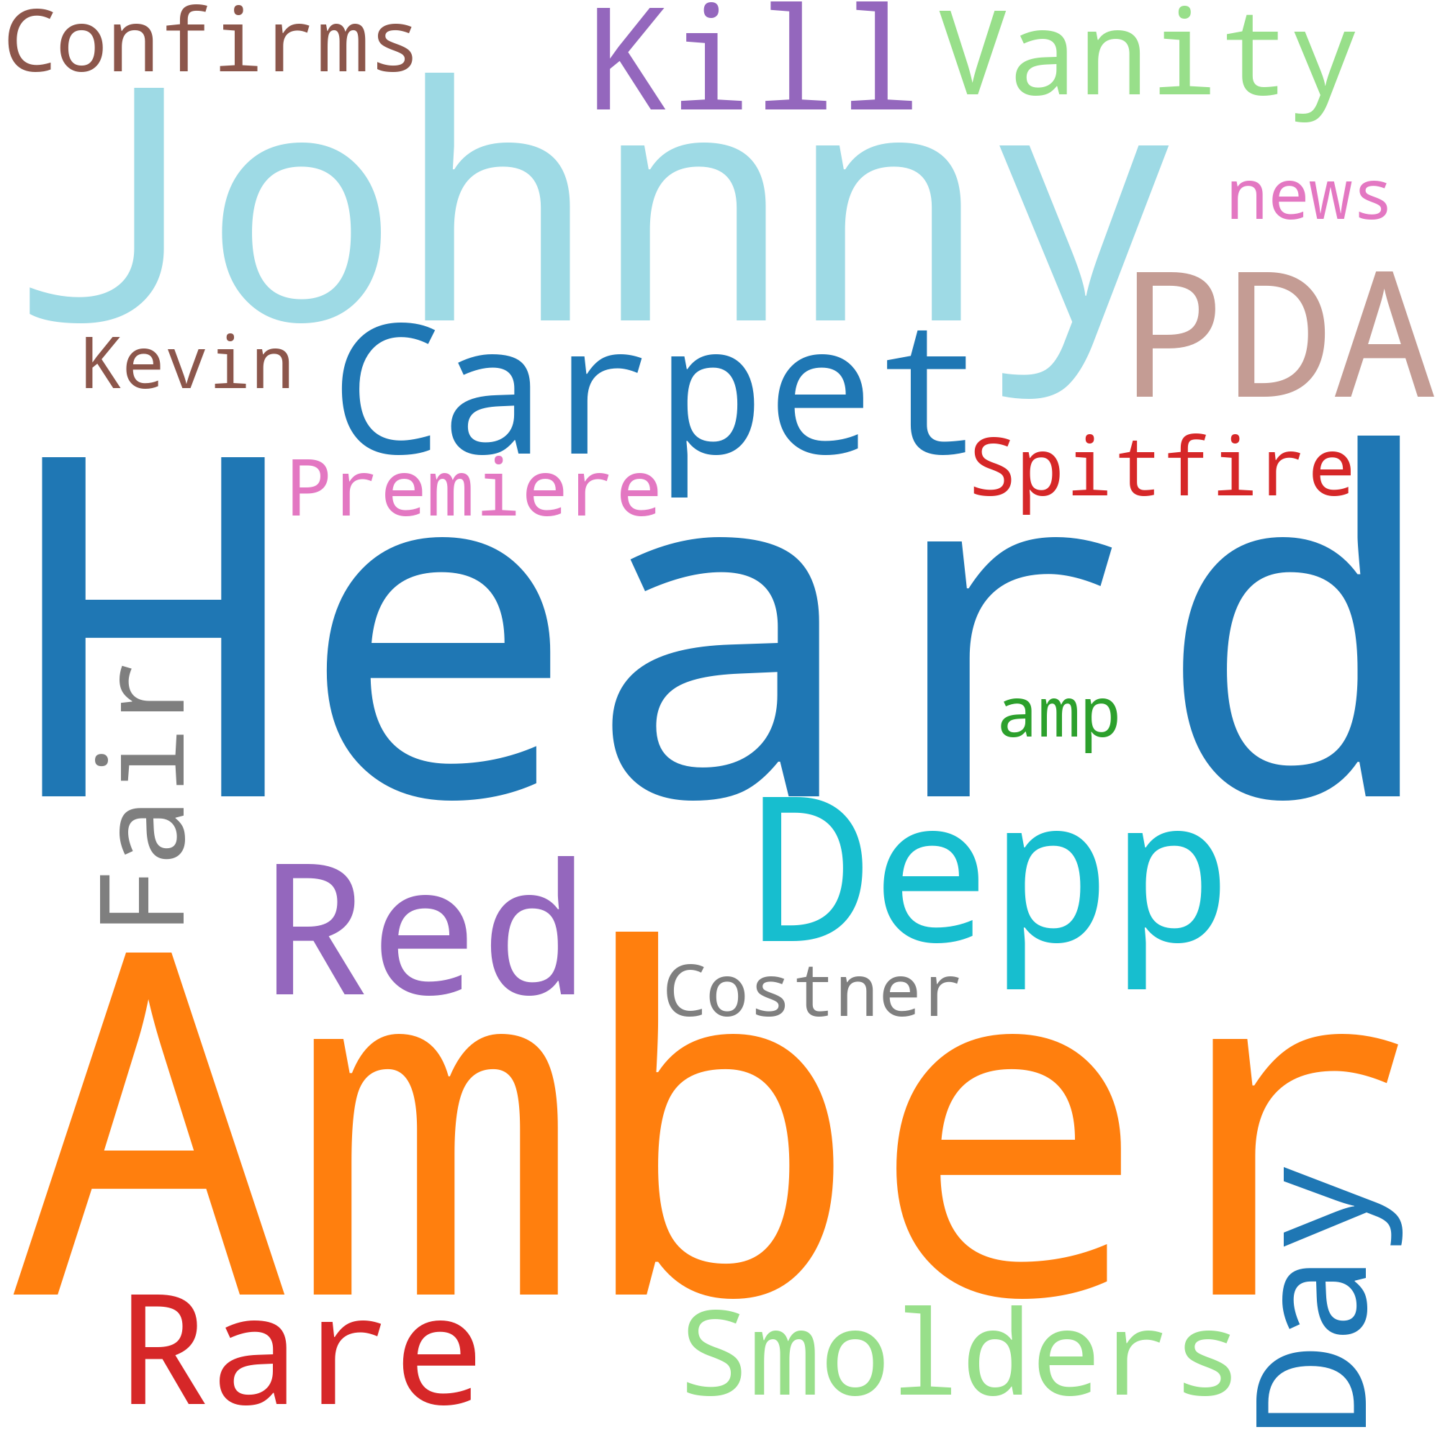 Confirms
Kill
Vanity
Johnny
news
PDA
Kevin
Carpet
Premiere
Spitfire
Heard
amp
Fair
Depp
Red
Costner
Amber
Day
Rare
Smolders